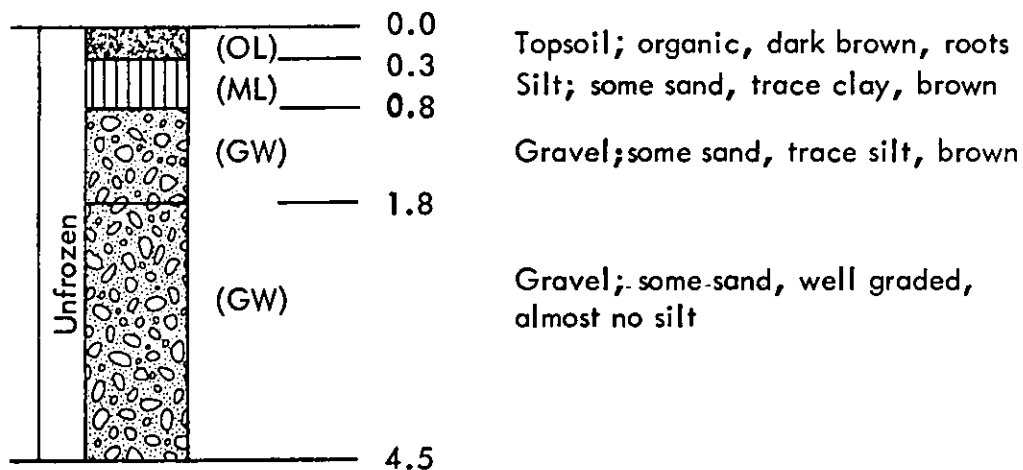 0.0
(OL) Topsoil; organic, dark brown, roots
0.3
(ML) Silt; some sand, trace clay, brown
0.8
(GW) Gravel;some sand, trace silt, brown
1.8
Unfrozen
(GW) Gravel; some sand, well graded,
almost no silt
4.5